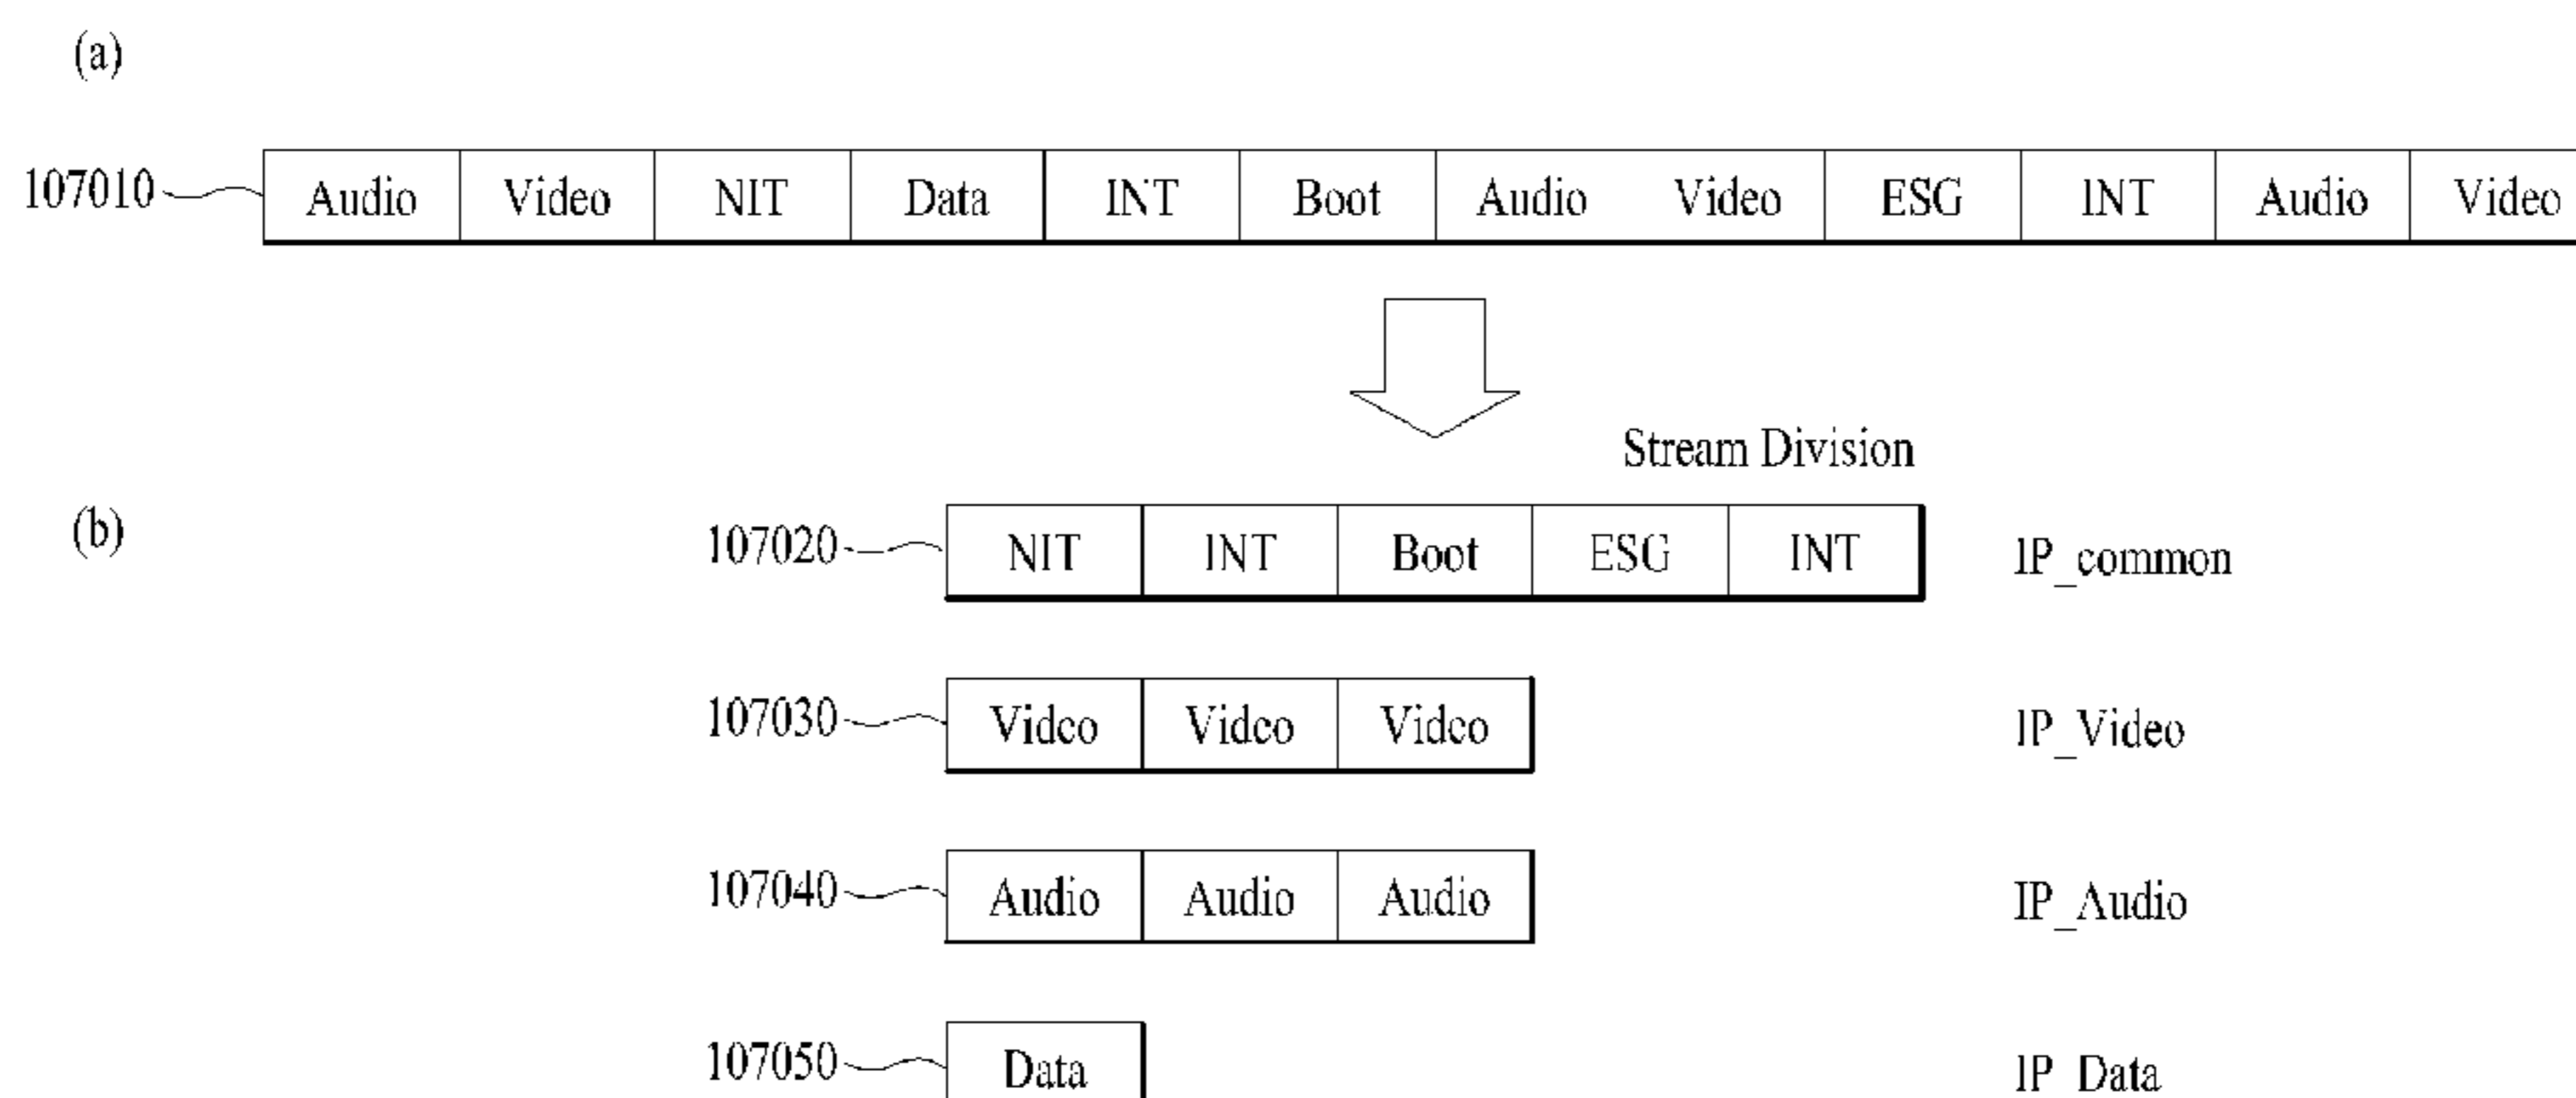 (a)
107010 Audio Video NIT Data INT Boot Audio Video ESG INT Audio Video
Stream Division
(b)
107020 NIT INT Boot ESG INT IP_common
107030 Video Video Video IP_Video
107040 Audio Audio Audio IP_Audio
107050 Data IP_Data